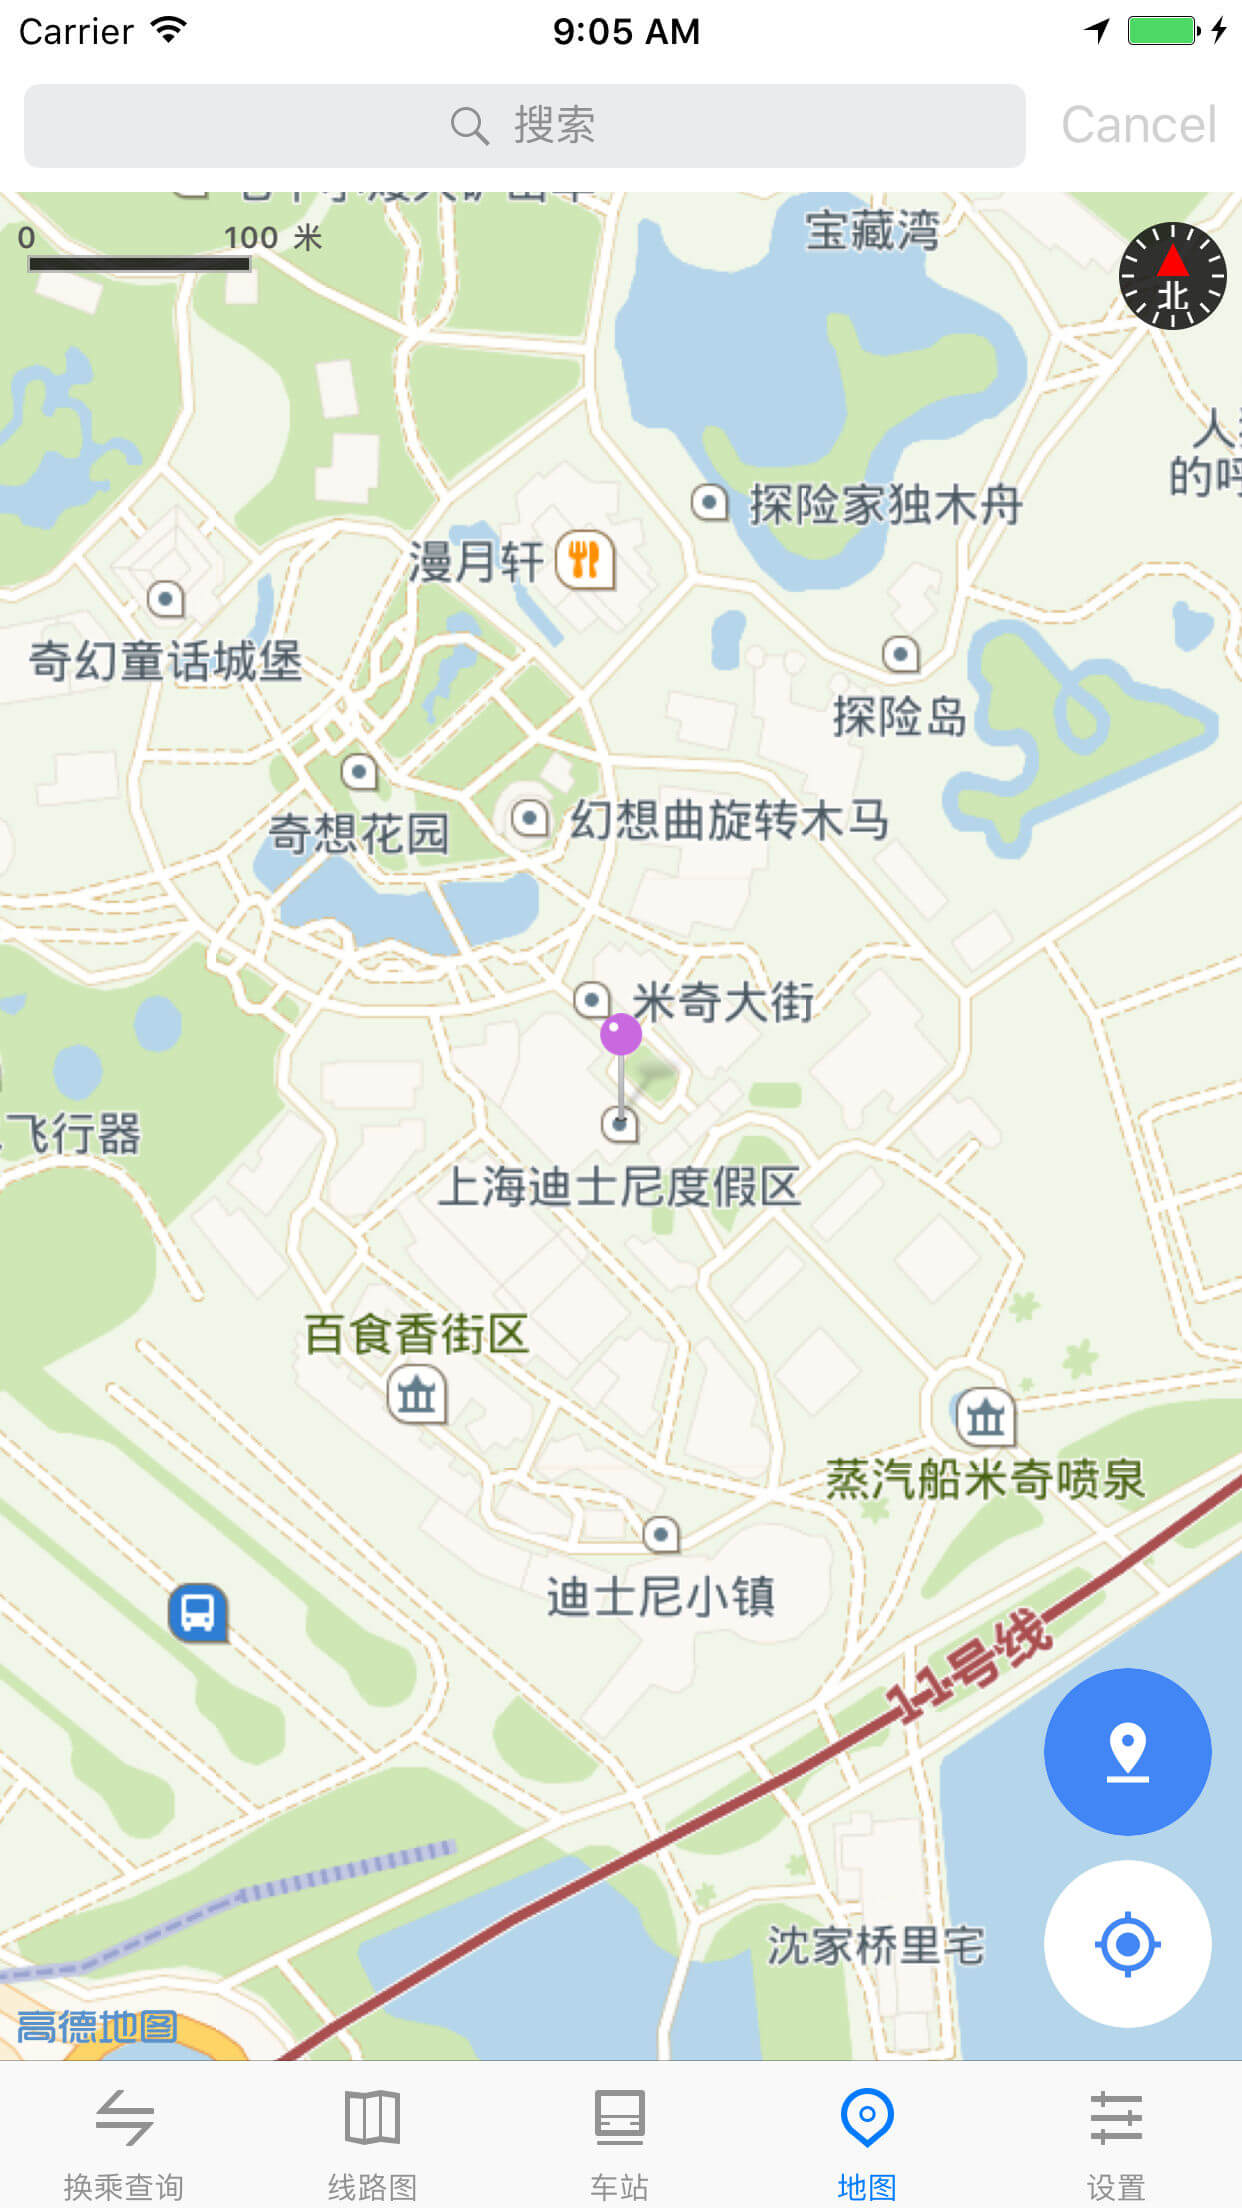 Carrier 9:05 AM
搜索 Cancel
0 100 米
宝藏湾
北
的呼
探险家独木舟
漫月轩
奇幻童话城堡
探险岛
幻想曲旋转木马
奇想花园
米奇大街
飞行器
上海迪士尼度假区
百食香街区
蒸汽船米奇喷泉
迪士尼小镇
11号线
沈家桥里宅
高德地图
换乘查询 线路图 车站 地图 设置